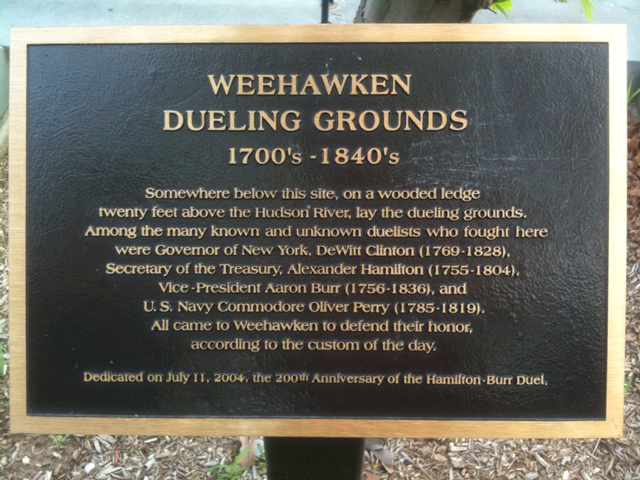 WEEHAWKEN
DUELING GROUNDS
1700's - 1840's
Somewhere below this site, on a wooded ledge
twenty feet above the Hudson River, lay the dueling grounds.
Among the many known and unknown duelists who fought here
were Governor of New York, DeWitt Clinton (1769-1828),
Secretary of the Treasury, Alexander Hamilton (1755-1804),
Vice-President Aaron Burr (1756-1836), and
U. S. Navy Commodore Oliver Perry (1785-1819).
All came to Weehawken to defend their honor,
according to the custom of the day.
Dedicated on July 11, 2004, the 200th Anniversary of the Hamilton-Burr Duel.